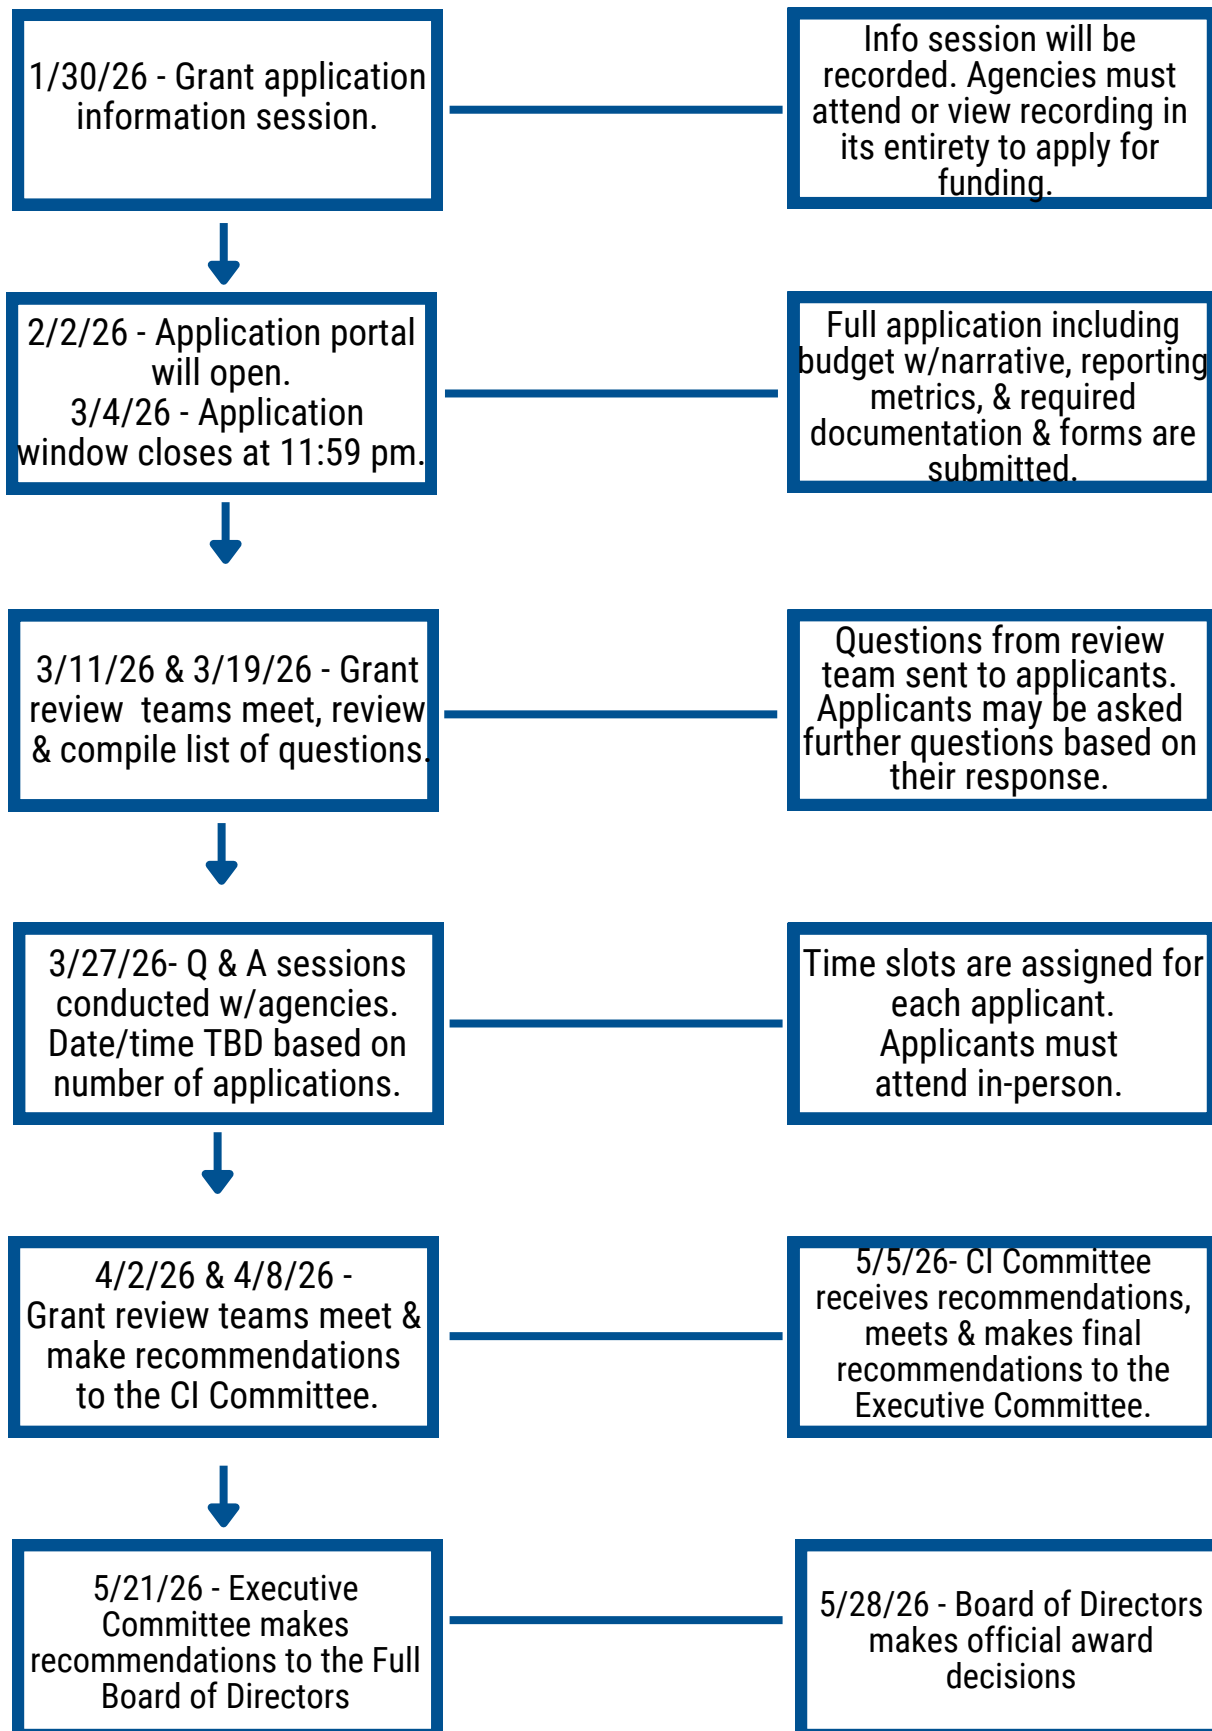 1/30/26 - Grant application
information session.
Info session will be
recorded. Agencies must
attend or view recording in
its entirety to apply for
funding.
2/2/26 - Application portal
will open.
3/4/26 - Application
window closes at 11:59 pm.
Full application including
budget w/narrative, reporting
metrics, & required
documentation & forms are
submitted.
3/11/26 & 3/19/26 - Grant
review teams meet, review
& compile list of questions.
Questions from review
team sent to applicants.
Applicants may be asked
further questions based on
their response.
3/27/26- Q & A sessions
conducted w/agencies.
Date/time TBD based on
number of applications.
Time slots are assigned for
each applicant.
Applicants must
attend in-person.
4/2/26 & 4/8/26 -
Grant review teams meet &
make recommendations
to the CI Committee.
5/5/26- CI Committee
receives recommendations,
meets & makes final
recommendations to the
Executive Committee.
5/21/26 - Executive
Committee makes
recommendations to the Full
Board of Directors
5/28/26 - Board of Directors
makes official award
decisions